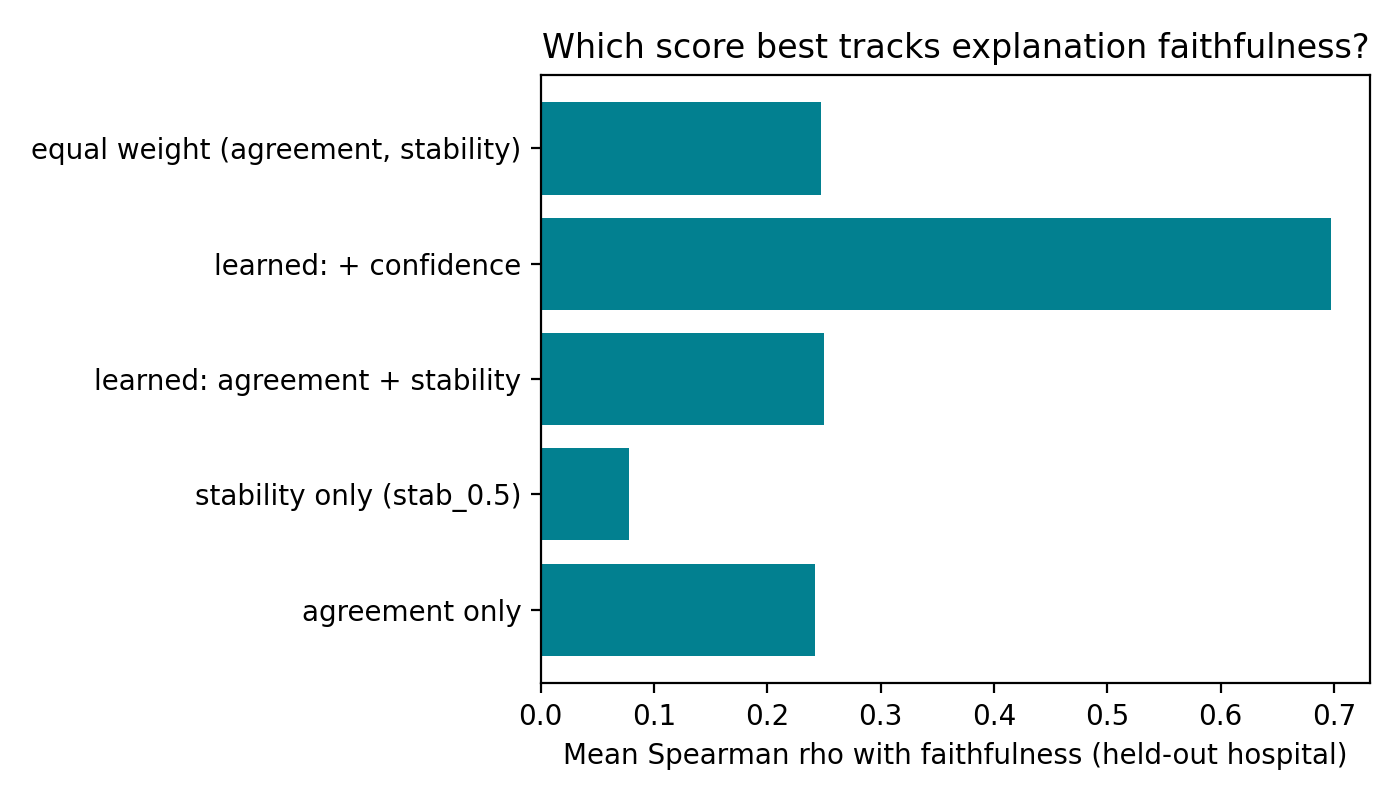 Which score best tracks explanation faithfulness?
equal weight (agreement, stability)
learned: + confidence
learned: agreement + stability
stability only (stab_0.5)
agreement only
0.0 0.1 0.2 0.3 0.4 0.5 0.6 0.7
Mean Spearman rho with faithfulness (held-out hospital)